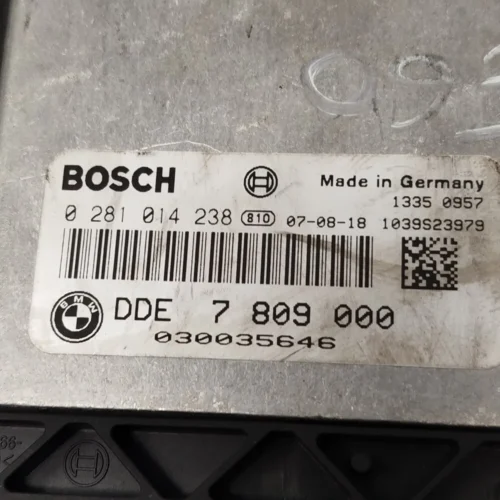 BOSCH
Made in Germany
1335 0957
0 281 014 238 810 07-08-18 1039S23979
BMW DDE 7 809 000
030035646